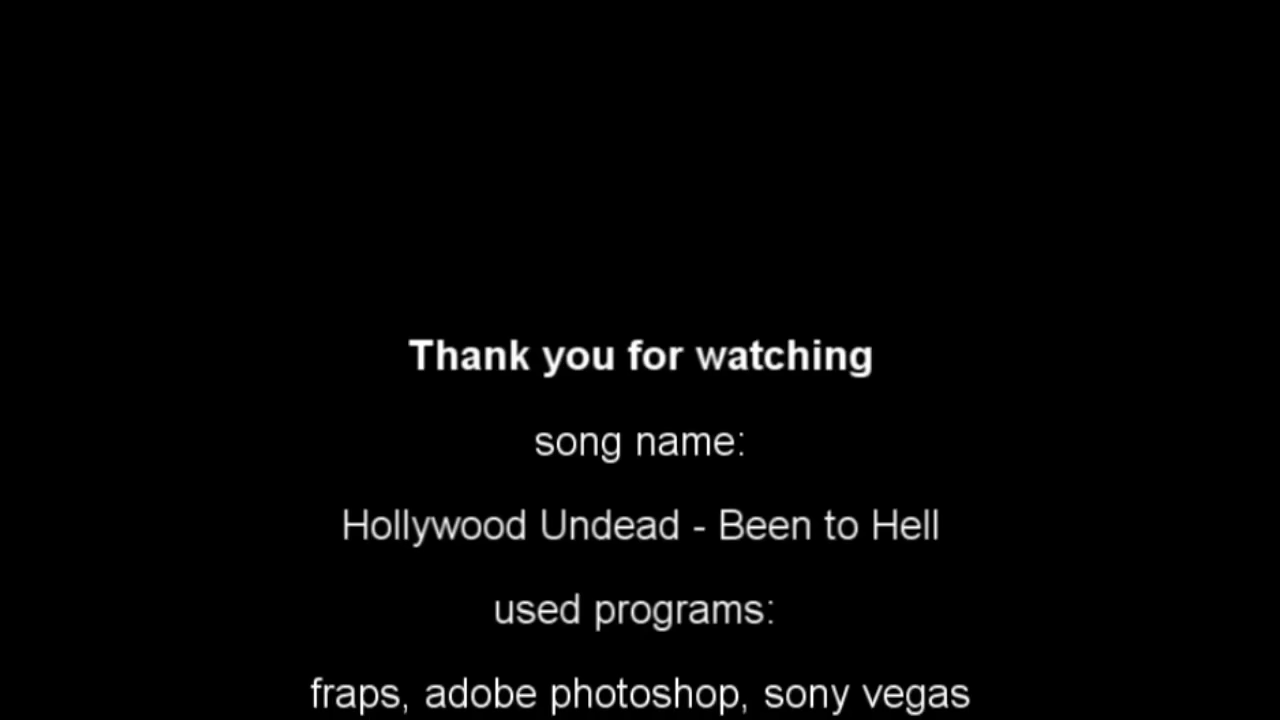 Thank you for watching
song name:
Hollywood Undead - Been to Hell
used programs:
fraps, adobe photoshop, sony vegas